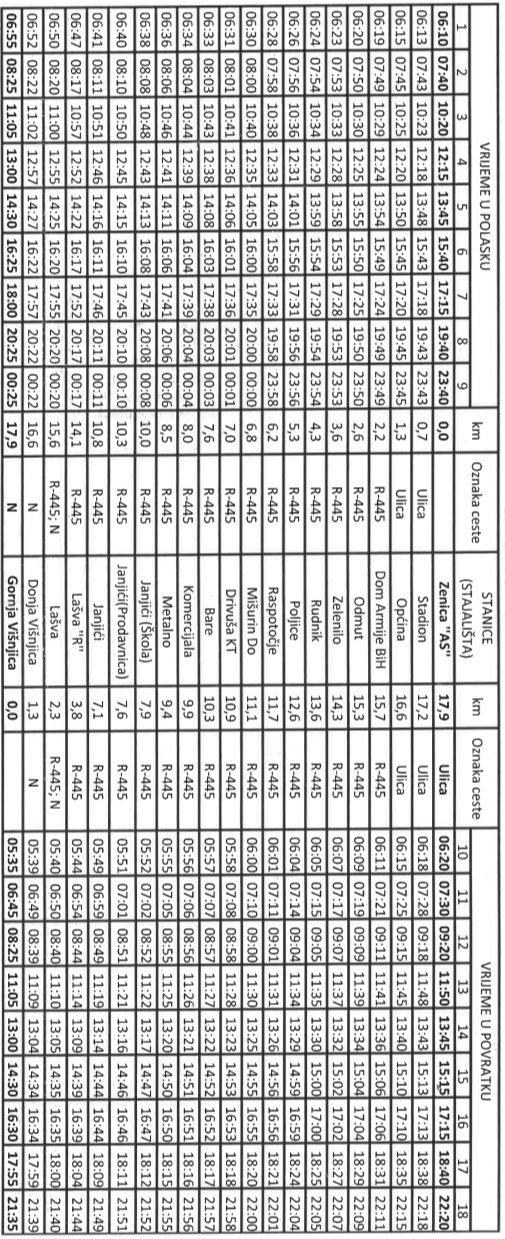 VRIJEME U POLASKU km Oznaka ceste STANICE (STAJALIŠTA) km Oznaka ceste VRIJEME U POVRATKU
1 2 3 4 5 6 7 8 9 10 11 12 13 14 15 16 17 18
06:10 07:40 10:20 12:15 13:45 15:40 17:15 19:40 23:40 0,0 Zenica "AS" 17,9 Ulica 06:20 07:30 09:20 11:50 13:45 15:15 17:15 18:40 22:20
06:13 07:43 10:23 12:18 13:48 15:43 17:18 19:43 23:43 0,7 Ulica Stadion 17,2 Ulica 06:18 07:28 09:18 11:48 13:43 15:13 17:13 18:38 22:18
06:15 07:45 10:25 12:20 13:50 15:45 17:20 19:45 23:45 1,3 Ulica Općina 16,6 Ulica 06:15 07:25 09:15 11:45 13:40 15:10 17:10 18:35 22:15
06:19 07:49 10:29 12:24 13:54 15:49 17:24 19:49 23:49 2,2 R-445 Dom Armije BiH 15,7 R-445 06:11 07:21 09:11 11:41 13:36 15:06 17:06 18:31 22:11
06:20 07:50 10:30 12:25 13:55 15:50 17:25 19:50 23:50 2,6 R-445 Odmut 15,3 R-445 06:09 07:19 09:09 11:39 13:34 15:04 17:04 18:29 22:09
06:23 07:53 10:33 12:28 13:58 15:53 17:28 19:53 23:53 3,6 R-445 Zelenilo 14,3 R-445 06:07 07:17 09:07 11:37 13:32 15:02 17:02 18:27 22:07
06:24 07:54 10:34 12:29 13:59 15:54 17:29 19:54 23:54 4,3 R-445 Rudnik 13,6 R-445 06:05 07:15 09:05 11:35 13:30 15:00 17:00 18:25 22:05
06:26 07:56 10:36 12:31 14:01 15:56 17:31 19:56 23:56 5,3 R-445 Poljice 12,6 R-445 06:04 07:14 09:04 11:34 13:29 14:59 16:59 18:24 22:04
06:28 07:58 10:38 12:33 14:03 15:58 17:33 19:58 23:58 6,2 R-445 Raspotočje 11,7 R-445 06:01 07:11 09:01 11:31 13:26 14:56 16:56 18:21 22:01
06:30 08:00 10:40 12:35 14:05 16:00 17:35 20:00 00:00 6,8 R-445 Mišurin Do 11,1 R-445 06:00 07:10 09:00 11:30 13:25 14:55 16:55 18:20 22:00
06:31 08:01 10:41 12:36 14:06 16:01 17:36 20:01 00:01 7,0 R-445 Drivuša KT 10,9 R-445 05:58 07:08 08:58 11:28 13:23 14:53 16:53 18:18 21:58
06:33 08:03 10:43 12:38 14:08 16:03 17:38 20:03 00:03 7,6 R-445 Bare 10,3 R-445 05:57 07:07 08:57 11:27 13:22 14:52 16:52 18:17 21:57
06:34 08:04 10:44 12:39 14:09 16:04 17:39 20:04 00:04 8,0 R-445 Komercijala 9,9 R-445 05:56 07:06 08:56 11:26 13:21 14:51 16:51 18:16 21:56
06:36 08:06 10:46 12:41 14:11 16:06 17:41 20:06 00:06 8,5 R-445 Metalno 9,4 R-445 05:55 07:05 08:55 11:25 13:20 14:50 16:50 18:15 21:55
06:38 08:08 10:48 12:43 14:13 16:08 17:43 20:08 00:08 10,0 R-445 Janjići (Škola) 7,9 R-445 05:52 07:02 08:52 11:22 13:17 14:47 16:47 18:12 21:52
06:40 08:10 10:50 12:45 14:15 16:10 17:45 20:10 00:10 10,3 R-445 Janjići(Prodavnica) 7,6 R-445 05:51 07:01 08:51 11:21 13:16 14:46 16:46 18:11 21:51
06:41 08:11 10:51 12:46 14:16 16:11 17:46 20:11 00:11 10,8 R-445 Janjići 7,1 R-445 05:49 06:59 08:49 11:19 13:14 14:44 16:44 18:09 21:49
06:47 08:17 10:57 12:52 14:22 16:17 17:52 20:17 00:17 14,1 R-445 Lašva "R" 3,8 R-445 05:44 06:54 08:44 11:14 13:09 14:39 16:39 18:04 21:44
06:50 08:20 11:00 12:55 14:25 16:20 17:55 20:20 00:20 15,6 R-445; N Lašva 2,3 R-445; N 05:40 06:50 08:40 11:10 13:05 14:35 16:35 18:00 21:40
06:52 08:22 11:02 12:57 14:27 16:22 17:57 20:22 00:22 16,6 N Donja Višnjica 1,3 N 05:39 06:49 08:39 11:09 13:04 14:34 16:34 17:59 21:39
06:55 08:25 11:05 13:00 14:30 16:25 18:00 20:25 00:25 17,9 N Gornja Višnjica 0,0 05:35 06:45 08:25 11:05 13:00 14:30 16:30 17:55 21:35